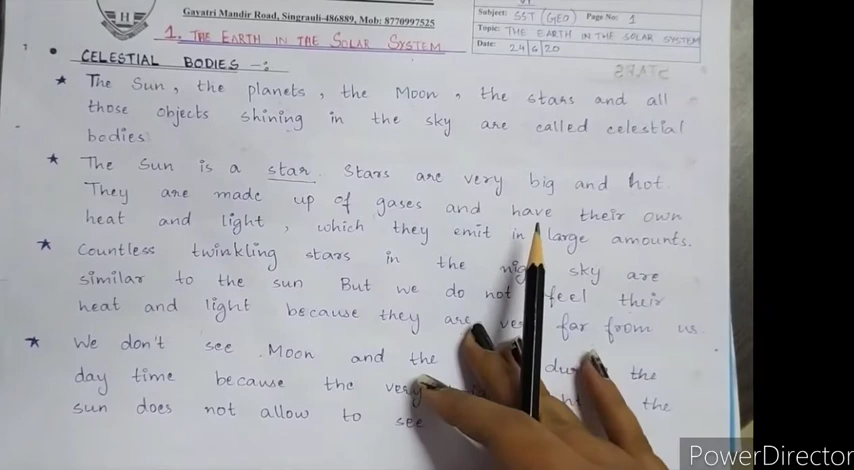 Gayatri Mandir Road, Singrauli-486889, Mob: 8770997525
H
Subject: SST (GEO) Page No: 1
Topic: THE EARTH IN THE SOLAR SYSTEM
Date: 24/6/20
1. THE EARTH IN THE SOLAR SYSTEM
• CELESTIAL BODIES -:
★ The Sun, the planets, the Moon, the stars and all
those objects shining in the sky are called celestial
bodies.
★ The Sun is a star. Stars are very big and hot.
They are made up of gases and have their own
heat and light, which they emit in large amounts.
★ Countless twinkling stars in the sky are
similar to the sun But we do not feel their
heat and light because they are far from us.
★ We don't see Moon and the the
day time because the very the
sun does not allow to see
PowerDirector